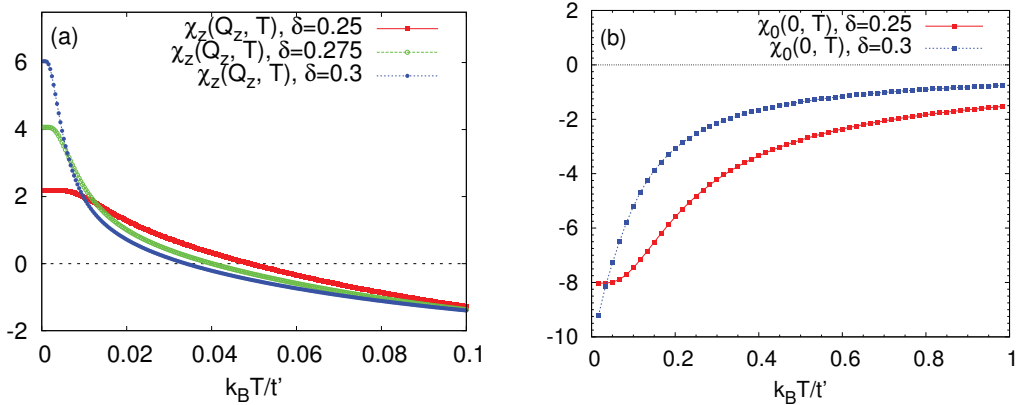 (a)
χz(Qz, T), δ=0.25
χz(Qz, T), δ=0.275
χz(Qz, T), δ=0.3
6
4
2
0
-2
0 0.02 0.04 0.06 0.08 0.1
kBT/t'
(b)
χ0(0, T), δ=0.25
χ0(0, T), δ=0.3
2
0
-2
-4
-6
-8
-10
0 0.2 0.4 0.6 0.8 1
kBT/t'